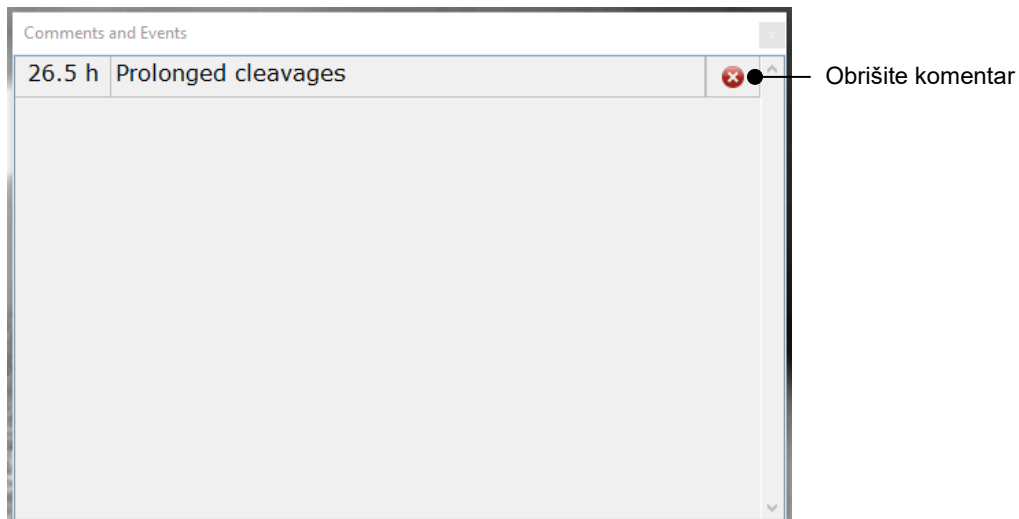 Comments and Events
26.5 h Prolonged cleavages
Obrišite komentar